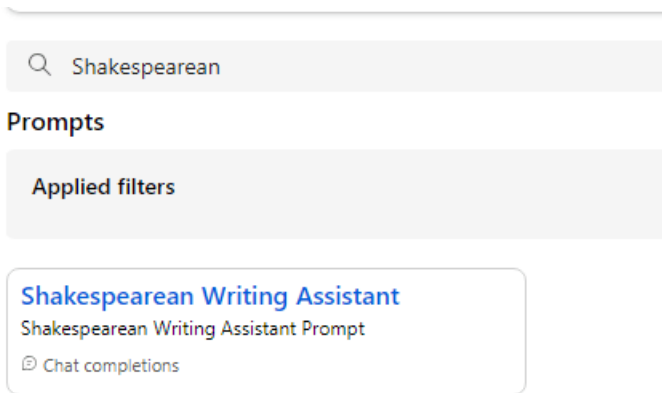 Shakespearean
Prompts
Applied filters
Shakespearean Writing Assistant
Shakespearean Writing Assistant Prompt
Chat completions